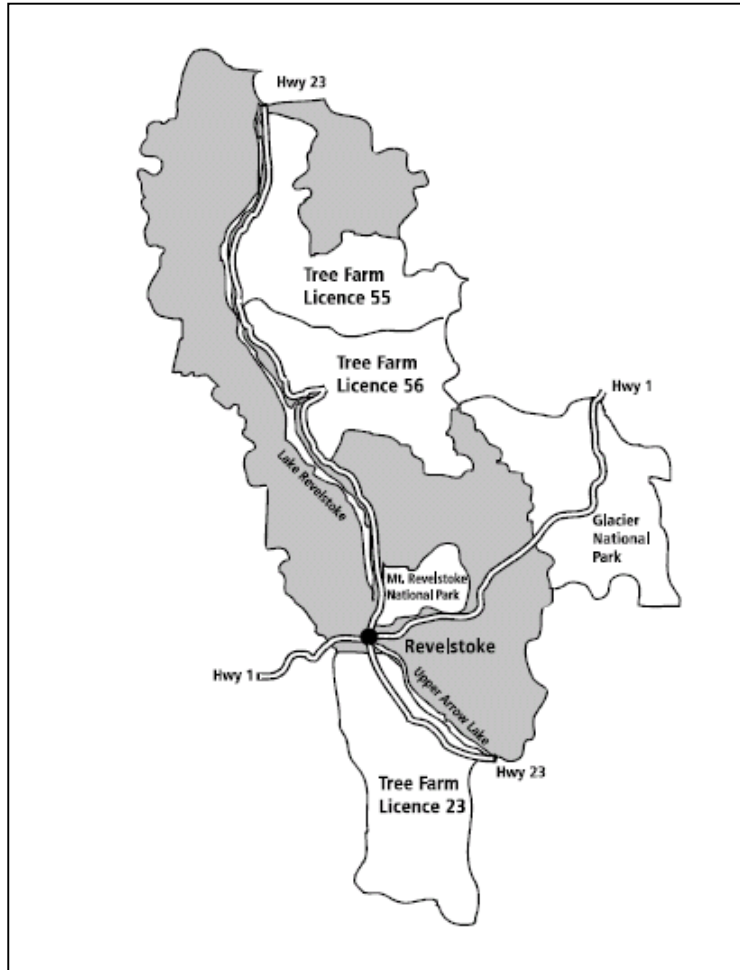 Hwy 23
Tree Farm
Licence 55
Tree Farm
Licence 56
Hwy 1
Lake Revelstoke
Glacier
National
Park
Mt. Revelstoke
National Park
Revelstoke
Hwy 1
Upper Arrow Lake
Hwy 23
Tree Farm
Licence 23